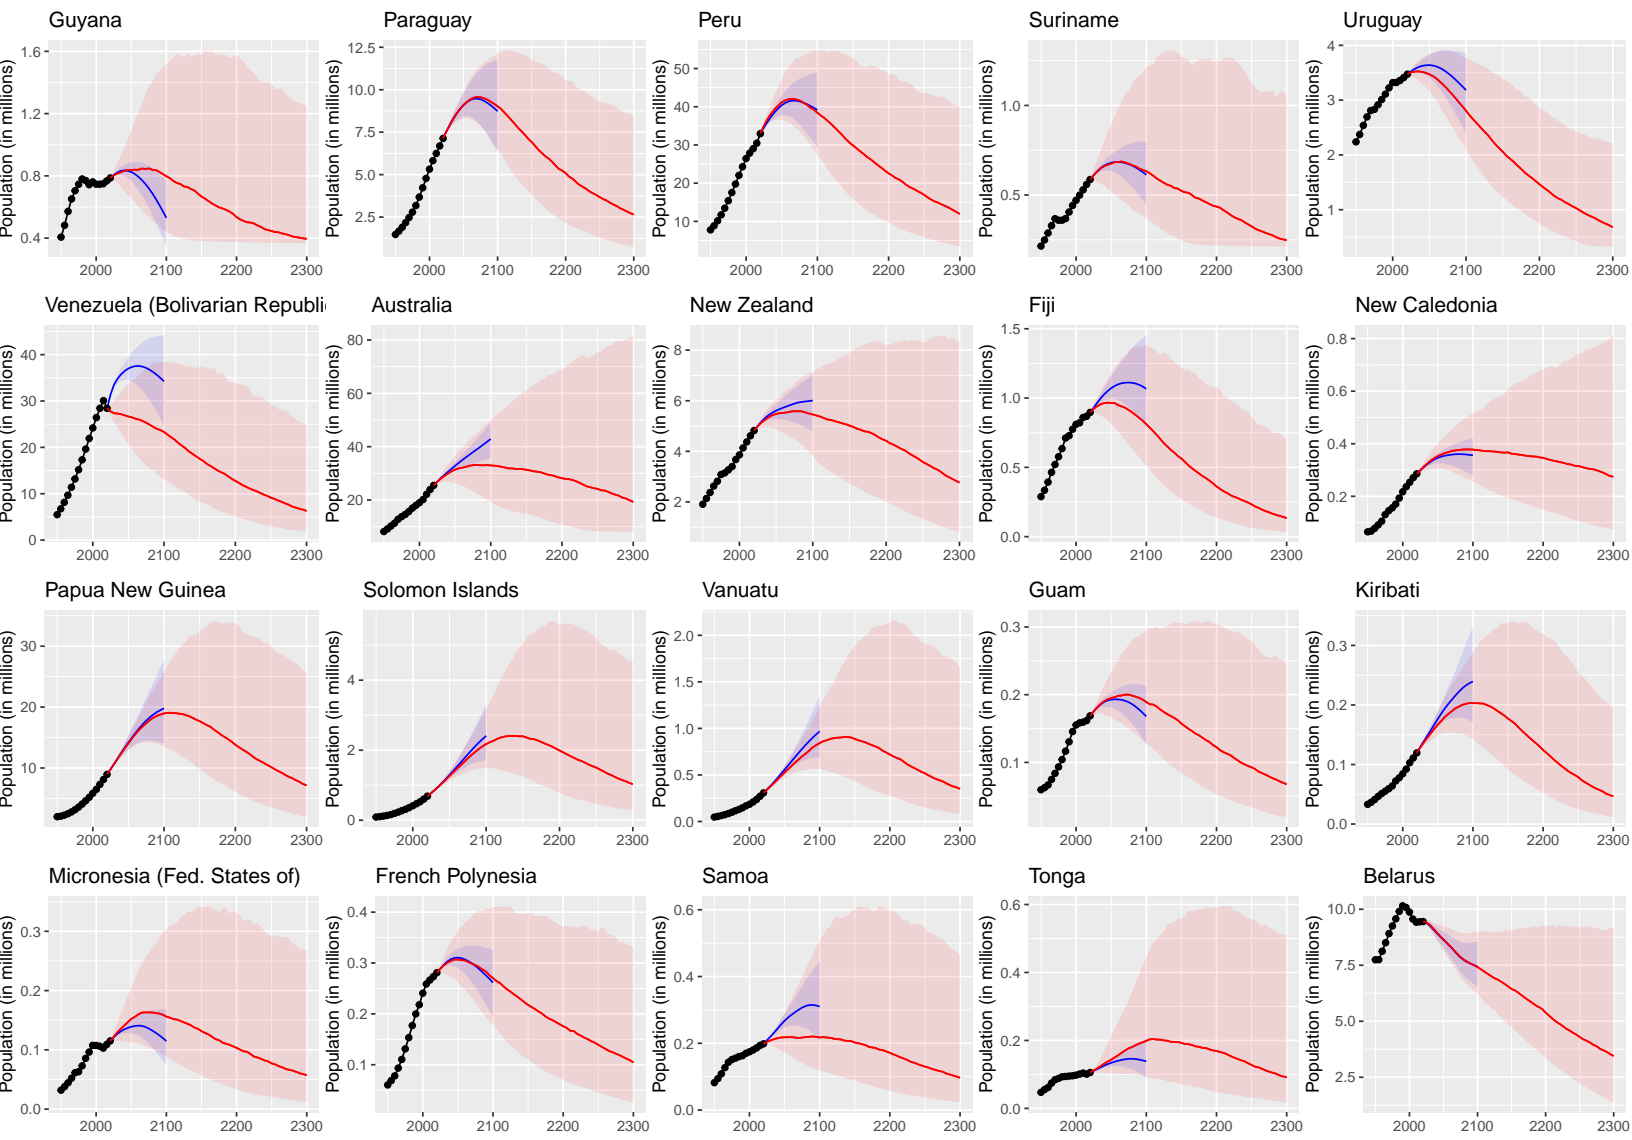 Guyana Paraguay Peru Suriname Uruguay
Population (in millions) Population (in millions) Population (in millions) Population (in millions) Population (in millions)
1.6 12.5 50 1.0 4
1.2 10.0 40 0.5 3
0.8 7.5 30 2
0.4 5.0 20 1
2.5 10
2000 2100 2200 2300 2000 2100 2200 2300 2000 2100 2200 2300 2000 2100 2200 2300 2000 2100 2200 2300
Venezuela (Bolivarian Republi Australia New Zealand Fiji New Caledonia
Population (in millions) Population (in millions) Population (in millions) Population (in millions) Population (in millions)
40 80 8 1.5 0.8
30 60 6 1.0 0.6
20 40 4 0.5 0.4
10 20 2 0.0 0.2
0
2000 2100 2200 2300 2000 2100 2200 2300 2000 2100 2200 2300 2000 2100 2200 2300 2000 2100 2200 2300
Papua New Guinea Solomon Islands Vanuatu Guam Kiribati
Population (in millions) Population (in millions) Population (in millions) Population (in millions) Population (in millions)
30 4 2.0 0.3 0.3
20 2 1.5 0.2 0.2
10 0 1.0 0.1 0.1
0.5 0.0
0.0
2000 2100 2200 2300 2000 2100 2200 2300 2000 2100 2200 2300 2000 2100 2200 2300 2000 2100 2200 2300
Micronesia (Fed. States of) French Polynesia Samoa Tonga Belarus
Population (in millions) Population (in millions) Population (in millions) Population (in millions) Population (in millions)
0.3 0.4 0.6 0.6 10.0
0.2 0.3 0.4 0.4 7.5
0.1 0.2 0.2 0.2 5.0
0.0 0.1 0.0 0.0 2.5
2000 2100 2200 2300 2000 2100 2200 2300 2000 2100 2200 2300 2000 2100 2200 2300 2000 2100 2200 2300